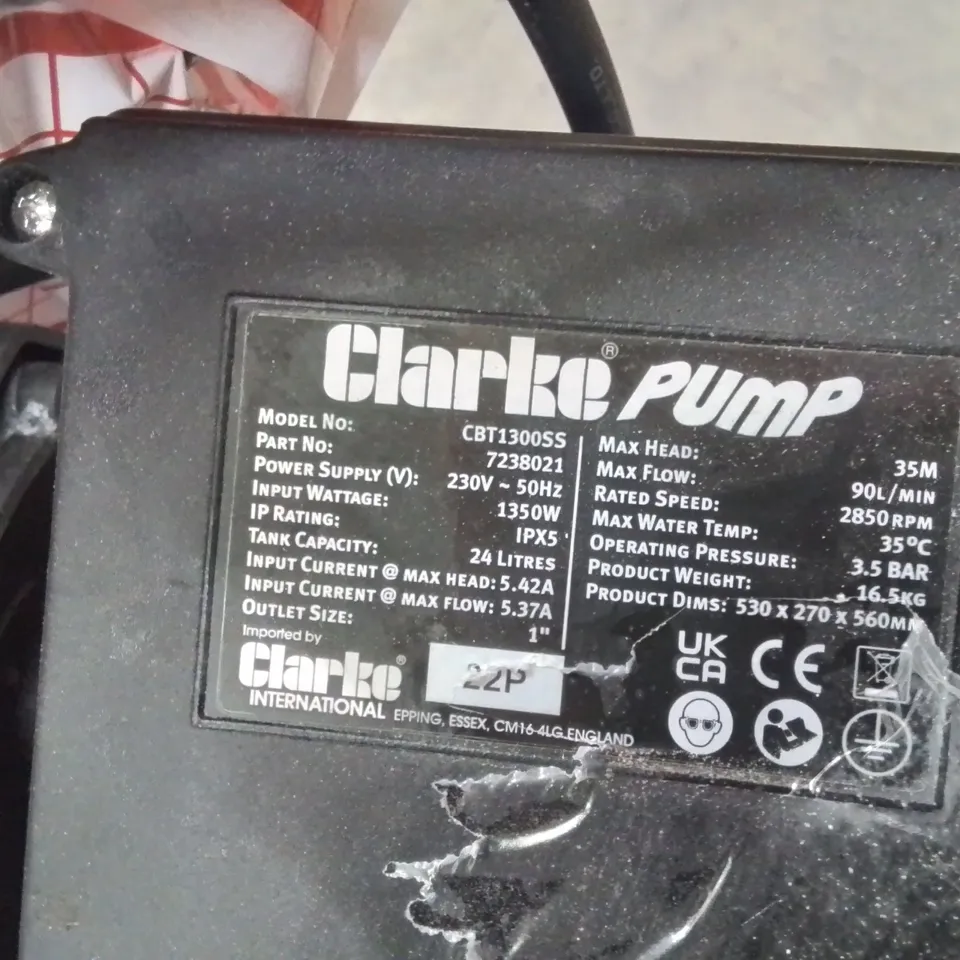 Clarke® PUMP
MODEL NO: CBT1300SS
PART NO: 7238021
POWER SUPPLY (V): 230V ~ 50Hz
INPUT WATTAGE: 1350W
IP RATING: IPX5
TANK CAPACITY: 24 LITRES
INPUT CURRENT @ MAX HEAD: 5.42A
INPUT CURRENT @ MAX FLOW: 5.37A
OUTLET SIZE: 1"
MAX HEAD: 35M
MAX FLOW: 90L/MIN
RATED SPEED: 2850 RPM
MAX WATER TEMP: 35°C
OPERATING PRESSURE: 3.5 BAR
PRODUCT WEIGHT: 16.5KG
PRODUCT DIMS: 530 X 270 X 560MM
Imported by
Clarke®
INTERNATIONAL EPPING, ESSEX, CM16 4LG ENGLAND
22P
UK
CA
CE